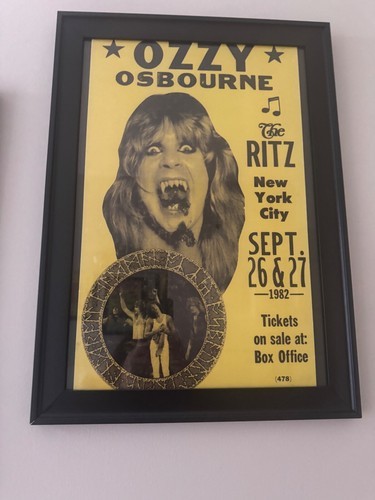 OZZY
OSBOURNE
The
RITZ
New
York
City
SEPT.
26 & 27
—1982—
Tickets
on sale at:
Box Office
(478)